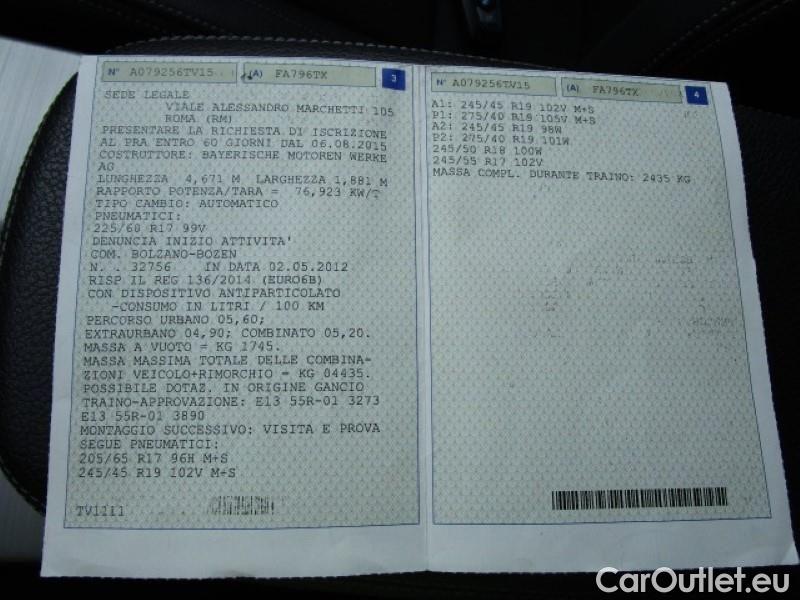 N° A079256TV15 (A) FA796TX 3
SEDE LEGALE
VIALE ALESSANDRO MARCHETTI 105
ROMA (RM)
PRESENTARE LA RICHIESTA DI ISCRIZIONE
AL PRA ENTRO 60 GIORNI DAL 06.08.2015
COSTRUTTORE: BAYERISCHE MOTOREN WERKE
AG
LUNGHEZZA 4,671 M LARGHEZZA 1,881 M
RAPPORTO POTENZA/TARA = 76,923 KW/T
TIPO CAMBIO: AUTOMATICO
PNEUMATICI:
225/60 R17 99V
DENUNCIA INIZIO ATTIVITA'
COM. BOLZANO-BOZEN
N. . 32756 IN DATA 02.05.2012
RISP IL REG 136/2014 (EURO6B)
CON DISPOSITIVO ANTIPARTICOLATO
-CONSUMO IN LITRI / 100 KM
PERCORSO URBANO 05,60;
EXTRAURBANO 04,90; COMBINATO 05,20.
MASSA A VUOTO = KG 1745.
MASSA MASSIMA TOTALE DELLE COMBINA-
ZIONI VEICOLO+RIMORCHIO = KG 04435.
POSSIBILE DOTAZ. IN ORIGINE GANCIO
TRAINO-APPROVAZIONE: E13 55R-01 3273
E13 55R-01 3890
MONTAGGIO SUCCESSIVO: VISITA E PROVA
SEGUE PNEUMATICI:
205/65 R17 96H M+S
245/45 R19 102V M+S
TV1111
N° A079256TV15 (A) FA796TX 4
A1: 245/45 R19 102V M+S
P1: 275/40 R19 105V M+S
A2: 245/45 R19 98W
P2: 275/40 R19 101W
245/50 R18 100W
245/55 R17 102V
MASSA COMPL. DURANTE TRAINO: 2435 KG
CarOutlet.eu